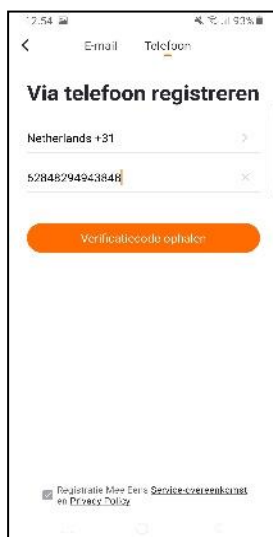 12.54 93%
E-mail Telefoon
Via telefoon registreren
Netherlands +31
52848294943848
Verificatiecode ophalen
Registratie Mee Eens Service-overeenkomst
en Privacy Policy